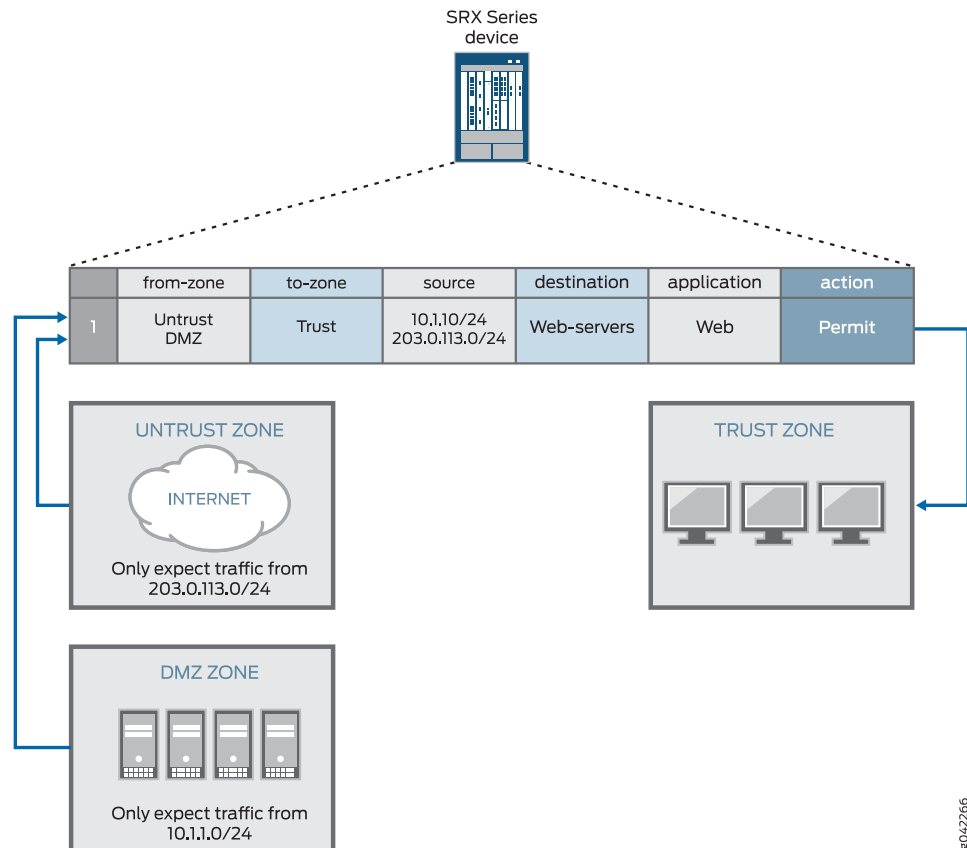 SRX Series
device
from-zone to-zone source destination application action
1 Untrust DMZ Trust 10.1.10/24 203.0.113.0/24 Web-servers Web Permit
UNTRUST ZONE
INTERNET
Only expect traffic from
203.0.113.0/24
TRUST ZONE
DMZ ZONE
Only expect traffic from
10.1.1.0/24
g042266